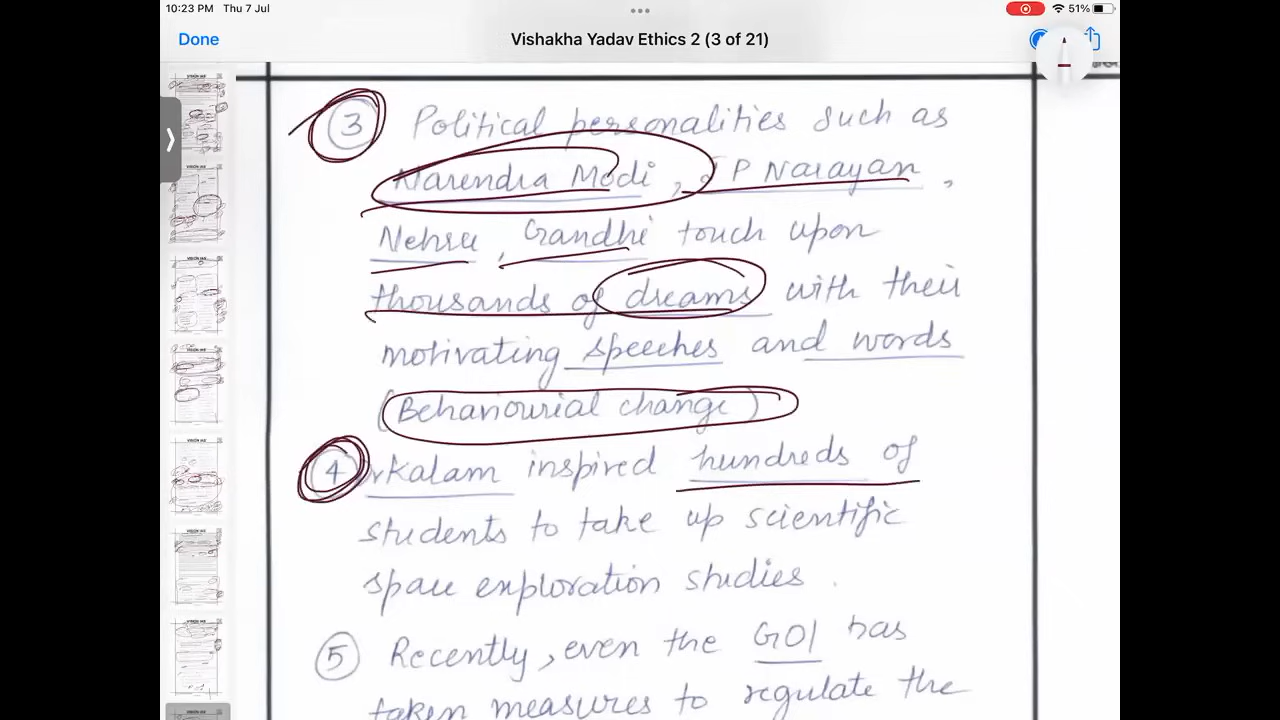 10:23 PM Thu 7 Jul
51%
Done
Vishakha Yadav Ethics 2 (3 of 21)
③ Political personalities such as
Narendra Modi, JP Narayan,
Nehru, Gandhi touch upon
thousands of dreams with their
motivating speeches and words
(Behaviourial change)
④ Kalam inspired hundreds of
students to take up scientific
space exploration studies.
⑤ Recently, even the GOI has
taken measures to regulate the